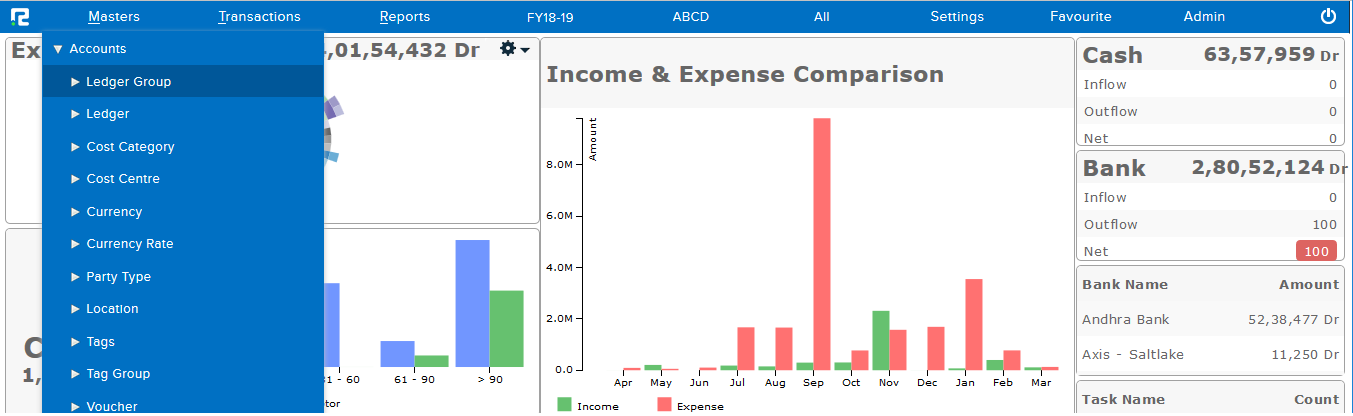 Masters Transactions Reports FY18-19 ABCD All Settings Favourite Admin
Accounts
Ledger Group
Ledger
Cost Category
Cost Centre
Currency
Currency Rate
Party Type
Location
Tags
Tag Group
Voucher
Ex
,01,54,432 Dr
C
1,
31 - 60 61 - 90 > 90
tor
Income & Expense Comparison
Amount
8.0M
6.0M
4.0M
2.0M
0.0
Apr May Jun Jul Aug Sep Oct Nov Dec Jan Feb Mar
Income Expense
Cash 63,57,959 Dr
Inflow 0
Outflow 0
Net 0
Bank 2,80,52,124 Dr
Inflow 0
Outflow 100
Net 100
Bank Name Amount
Andhra Bank 52,38,477 Dr
Axis - Saltlake 11,250 Dr
Task Name Count